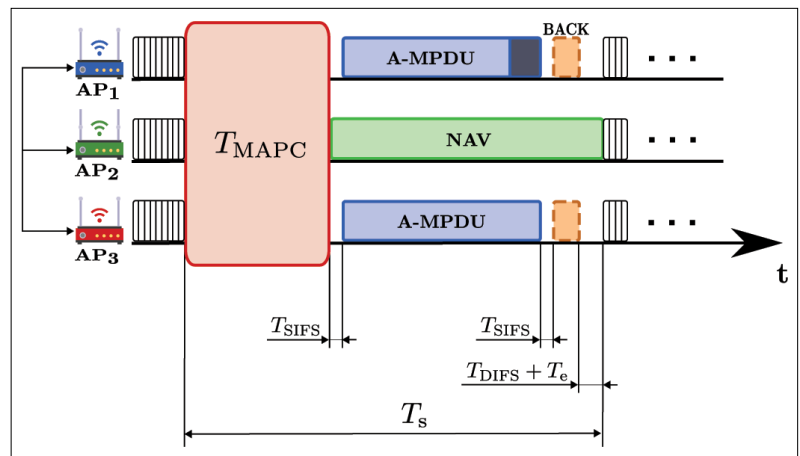 BACK
A-MPDU
. . .
AP1
T_MAPC
NAV
. . .
AP2
A-MPDU
. . .
AP3
t
T_SIFS
T_SIFS
T_DIFS + T_e
T_s